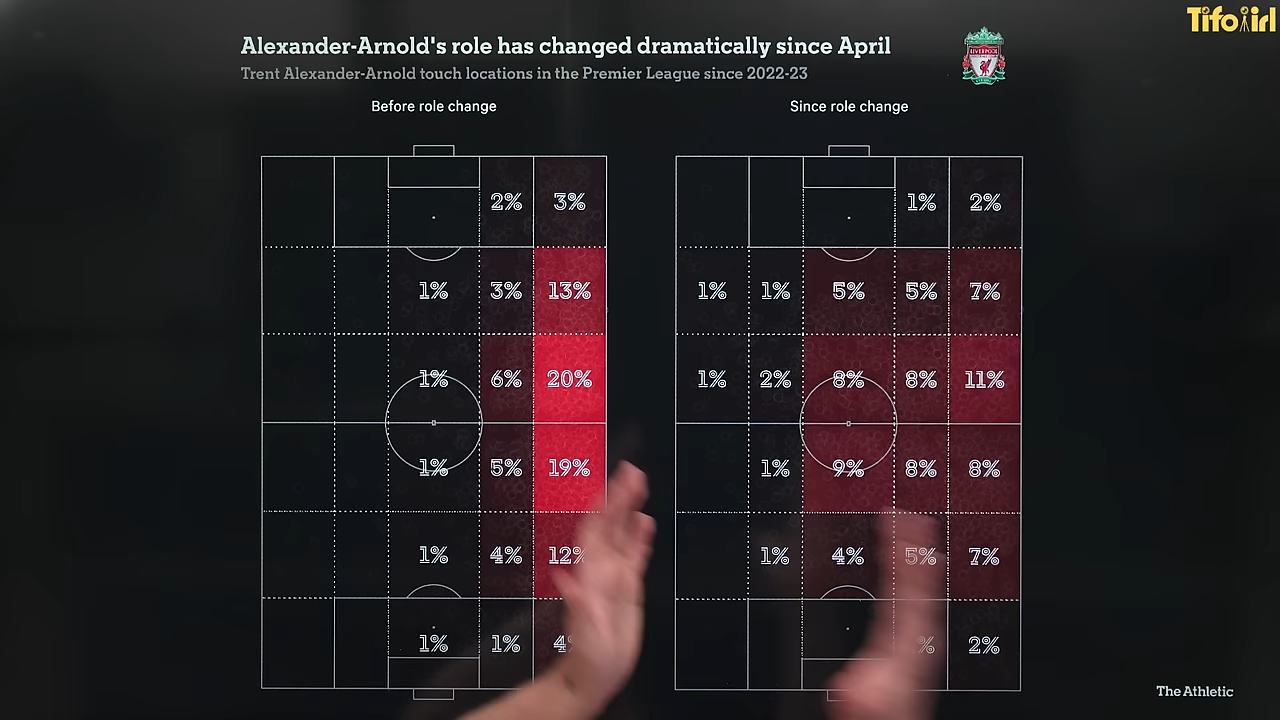 Tifo irl
Alexander-Arnold's role has changed dramatically since April
Trent Alexander-Arnold touch locations in the Premier League since 2022-23
LIVERPOOL
Before role change
Since role change
2% 3%
1% 2%
1% 3% 13%
1% 1% 5% 5% 7%
1% 6% 20%
1% 2% 8% 8% 11%
1% 5% 19%
1% 9% 8% 8%
1% 4% 12%
1% 4% 5% 7%
1% 1% 4
% 2%
The Athletic